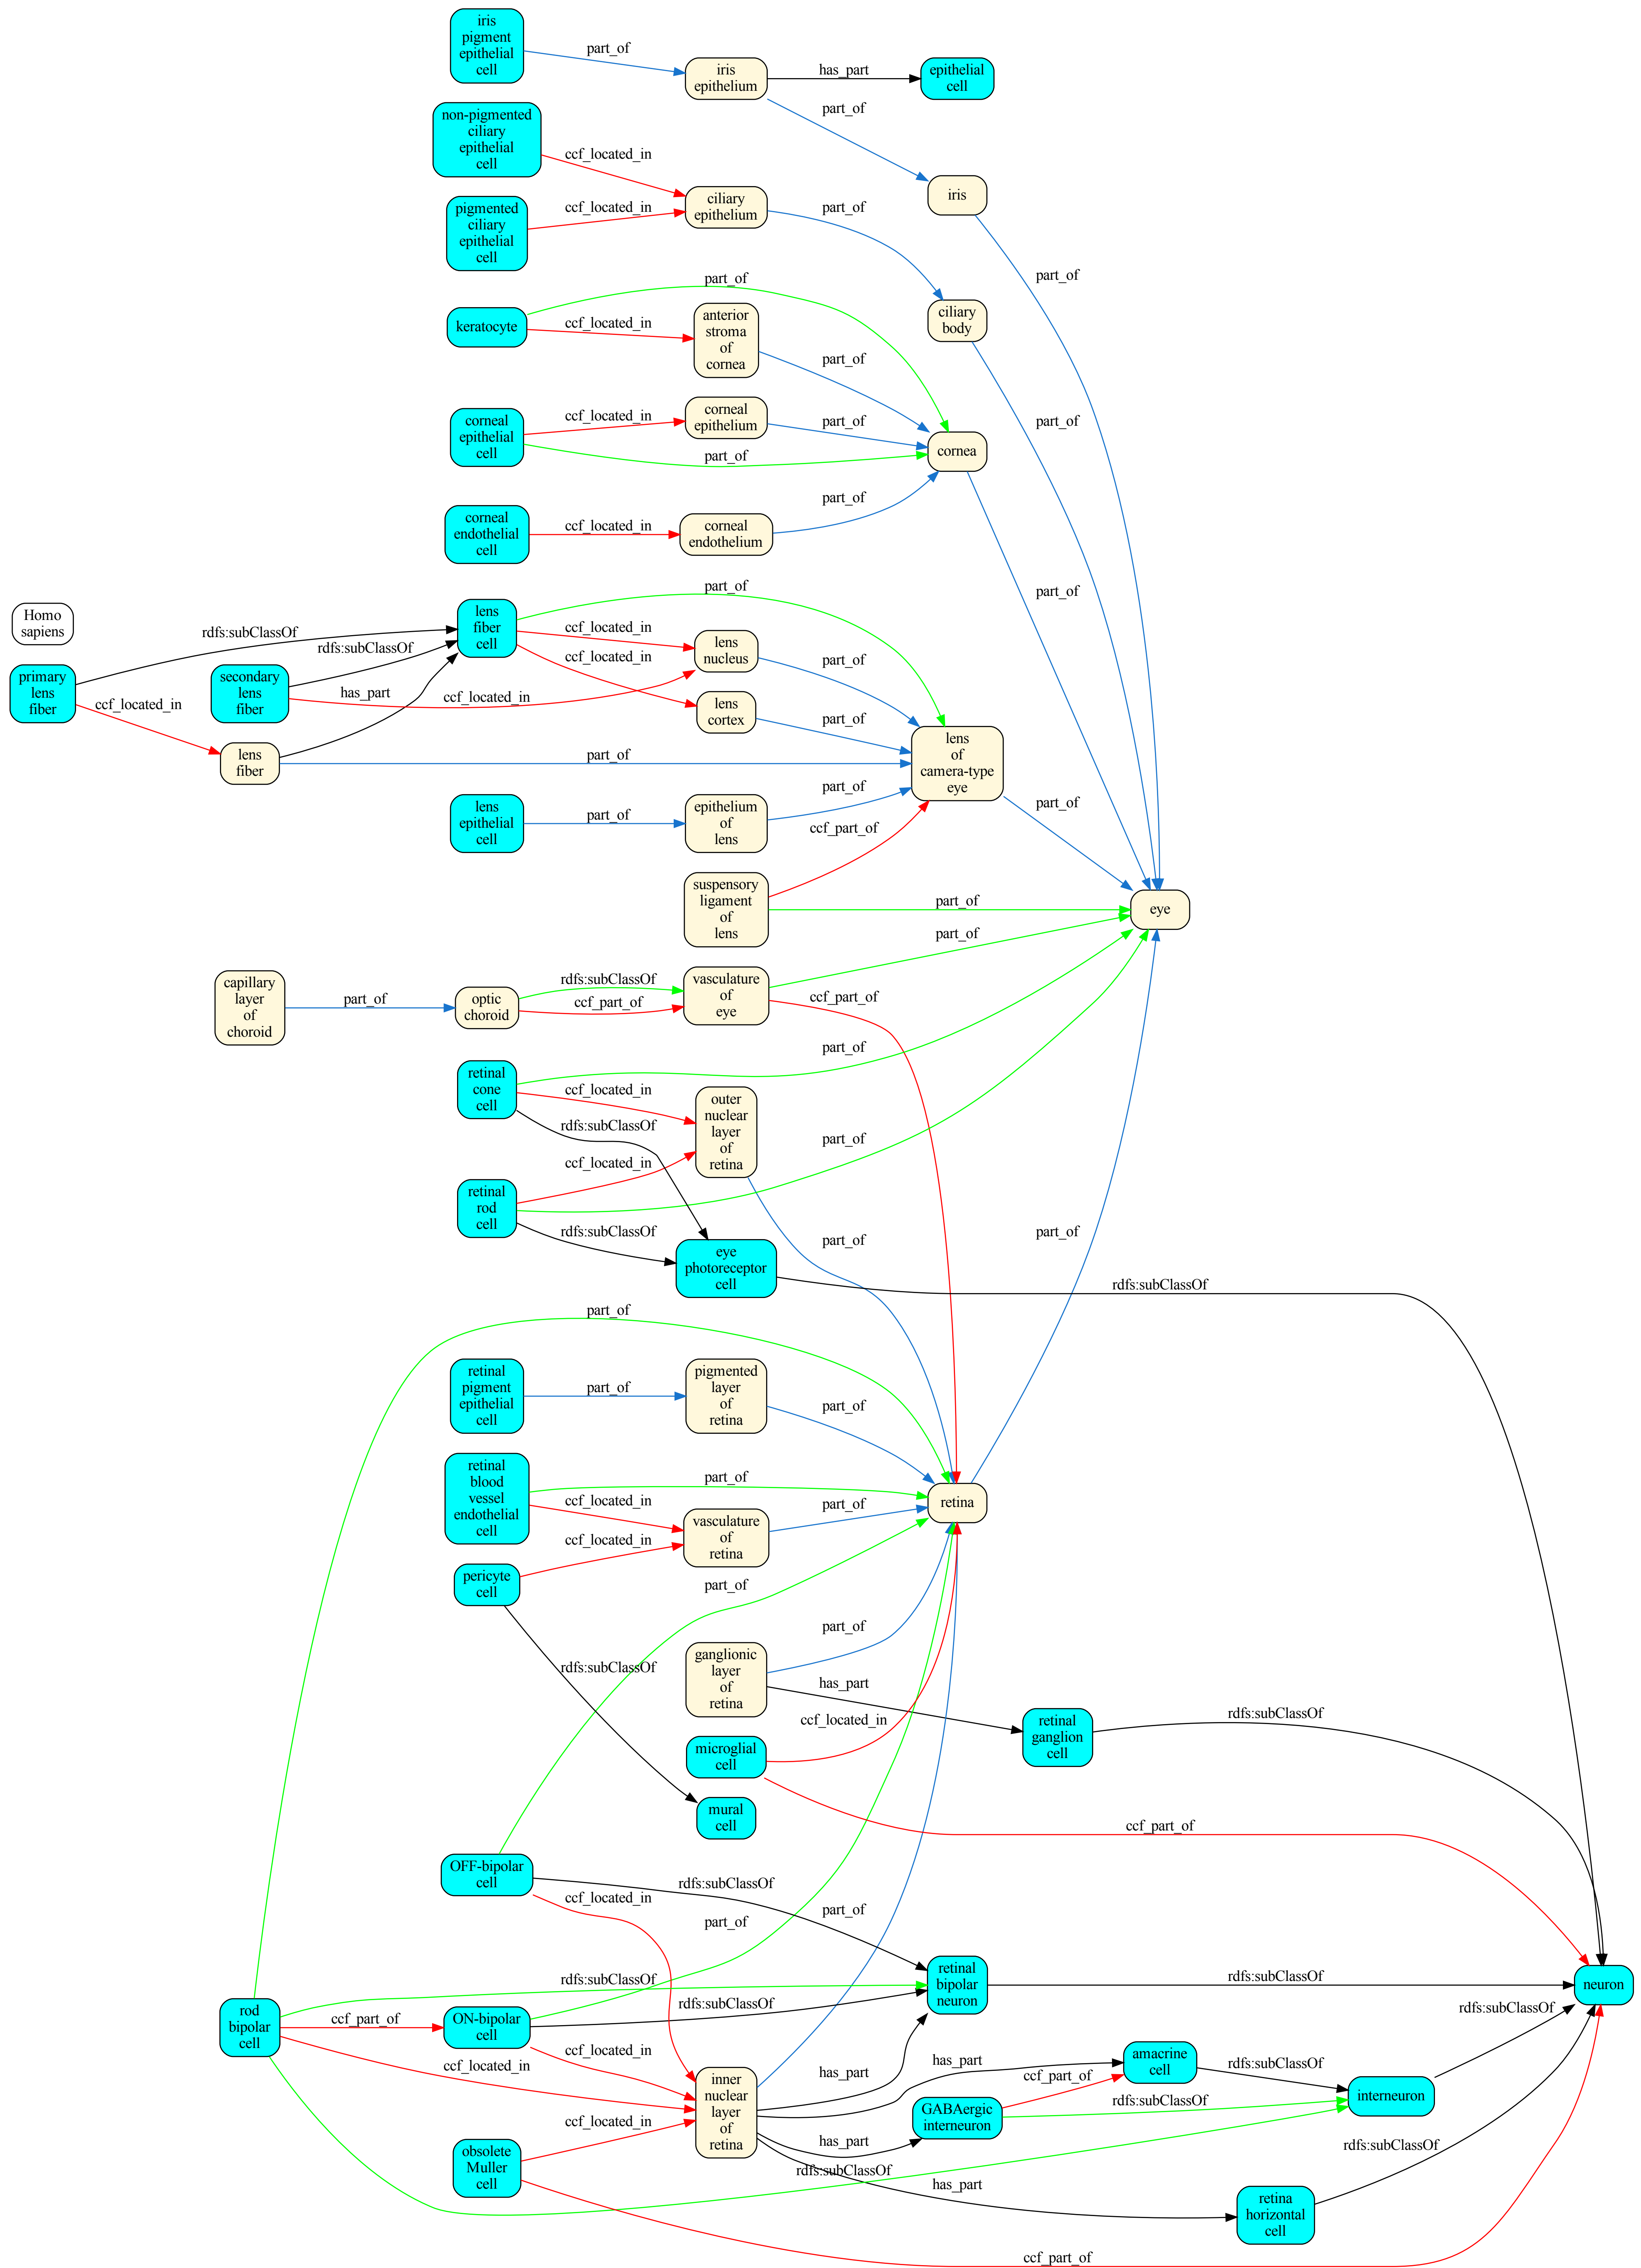 iris
pigment
epithelial
cell
part_of
iris
epithelium
has_part
epithelial
cell
part_of
non-pigmented
ciliary
epithelial
cell
ccf_located_in
iris
pigmented
ciliary
epithelial
cell
ccf_located_in
ciliary
epithelium
part_of
part_of
keratocyte
part_of
ccf_located_in
anterior
stroma
of
cornea
part_of
ciliary
body
part_of
corneal
epithelial
cell
ccf_located_in
part_of
corneal
epithelium
part_of
cornea
corneal
endothelial
cell
ccf_located_in
corneal
endothelium
part_of
part_of
Homo
sapiens
primary
lens
fiber
rdfs:subClassOf
ccf_located_in
secondary
lens
fiber
rdfs:subClassOf
has_part
ccf_located_in
lens
fiber
lens
fiber
cell
part_of
ccf_located_in
ccf_located_in
lens
nucleus
part_of
lens
cortex
part_of
part_of
lens
of
camera-type
eye
part_of
lens
epithelial
cell
part_of
epithelium
of
lens
part_of
ccf_part_of
suspensory
ligament
of
lens
part_of
eye
capillary
layer
of
choroid
part_of
optic
choroid
rdfs:subClassOf
ccf_part_of
vasculature
of
eye
part_of
ccf_part_of
retinal
cone
cell
part_of
ccf_located_in
rdfs:subClassOf
outer
nuclear
layer
of
retina
part_of
retinal
rod
cell
ccf_located_in
part_of
rdfs:subClassOf
eye
photoreceptor
cell
rdfs:subClassOf
part_of
part_of
retinal
pigment
epithelial
cell
part_of
pigmented
layer
of
retina
part_of
retinal
blood
vessel
endothelial
cell
part_of
ccf_located_in
vasculature
of
retina
part_of
retina
pericyte
cell
ccf_located_in
rdfs:subClassOf
part_of
ganglionic
layer
of
retina
part_of
has_part
retinal
ganglion
cell
rdfs:subClassOf
microglial
cell
ccf_located_in
ccf_part_of
mural
cell
OFF-bipolar
cell
rdfs:subClassOf
ccf_located_in
part_of
part_of
rod
bipolar
cell
rdfs:subClassOf
ccf_part_of
ccf_located_in
ON-bipolar
cell
rdfs:subClassOf
ccf_located_in
retinal
bipolar
neuron
rdfs:subClassOf
neuron
inner
nuclear
layer
of
retina
has_part
has_part
has_part
has_part
amacrine
cell
rdfs:subClassOf
GABAergic
interneuron
ccf_part_of
rdfs:subClassOf
interneuron
rdfs:subClassOf
obsolete
Muller
cell
ccf_located_in
rdfs:subClassOf
retina
horizontal
cell
rdfs:subClassOf
ccf_part_of
part_of